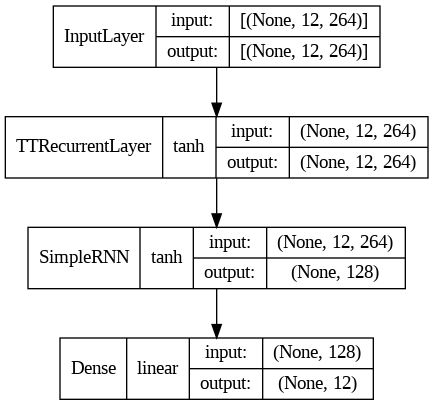 InputLayer input: [(None, 12, 264)]
output: [(None, 12, 264)]
TTRecurrentLayer tanh input: (None, 12, 264)
output: (None, 12, 264)
SimpleRNN tanh input: (None, 12, 264)
output: (None, 128)
Dense linear input: (None, 128)
output: (None, 12)